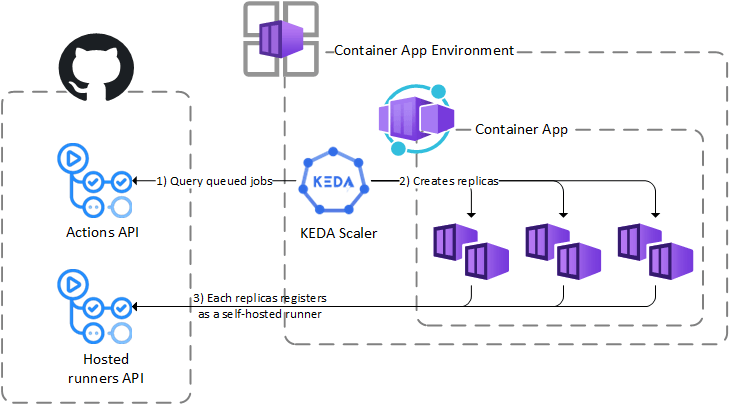 Container App Environment
Container App
1) Query queued jobs
KEDA
2) Creates replicas
Actions API
KEDA Scaler
3) Each replicas registers
as a self-hosted runner
Hosted
runners API